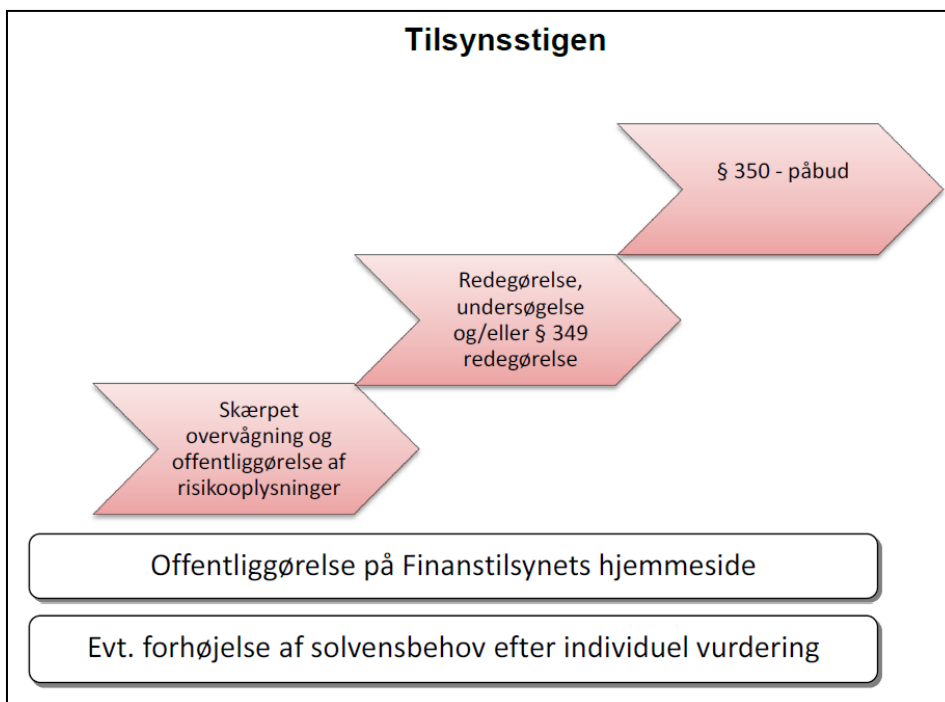 Tilsynsstigen
§ 350 - påbud
Redegørelse,
undersøgelse
og/eller § 349
redegørelse
Skærpet
overvågning og
offentliggørelse af
risikooplysninger
Offentliggørelse på Finanstilsynets hjemmeside
Evt. forhøjelse af solvensbehov efter individuel vurdering